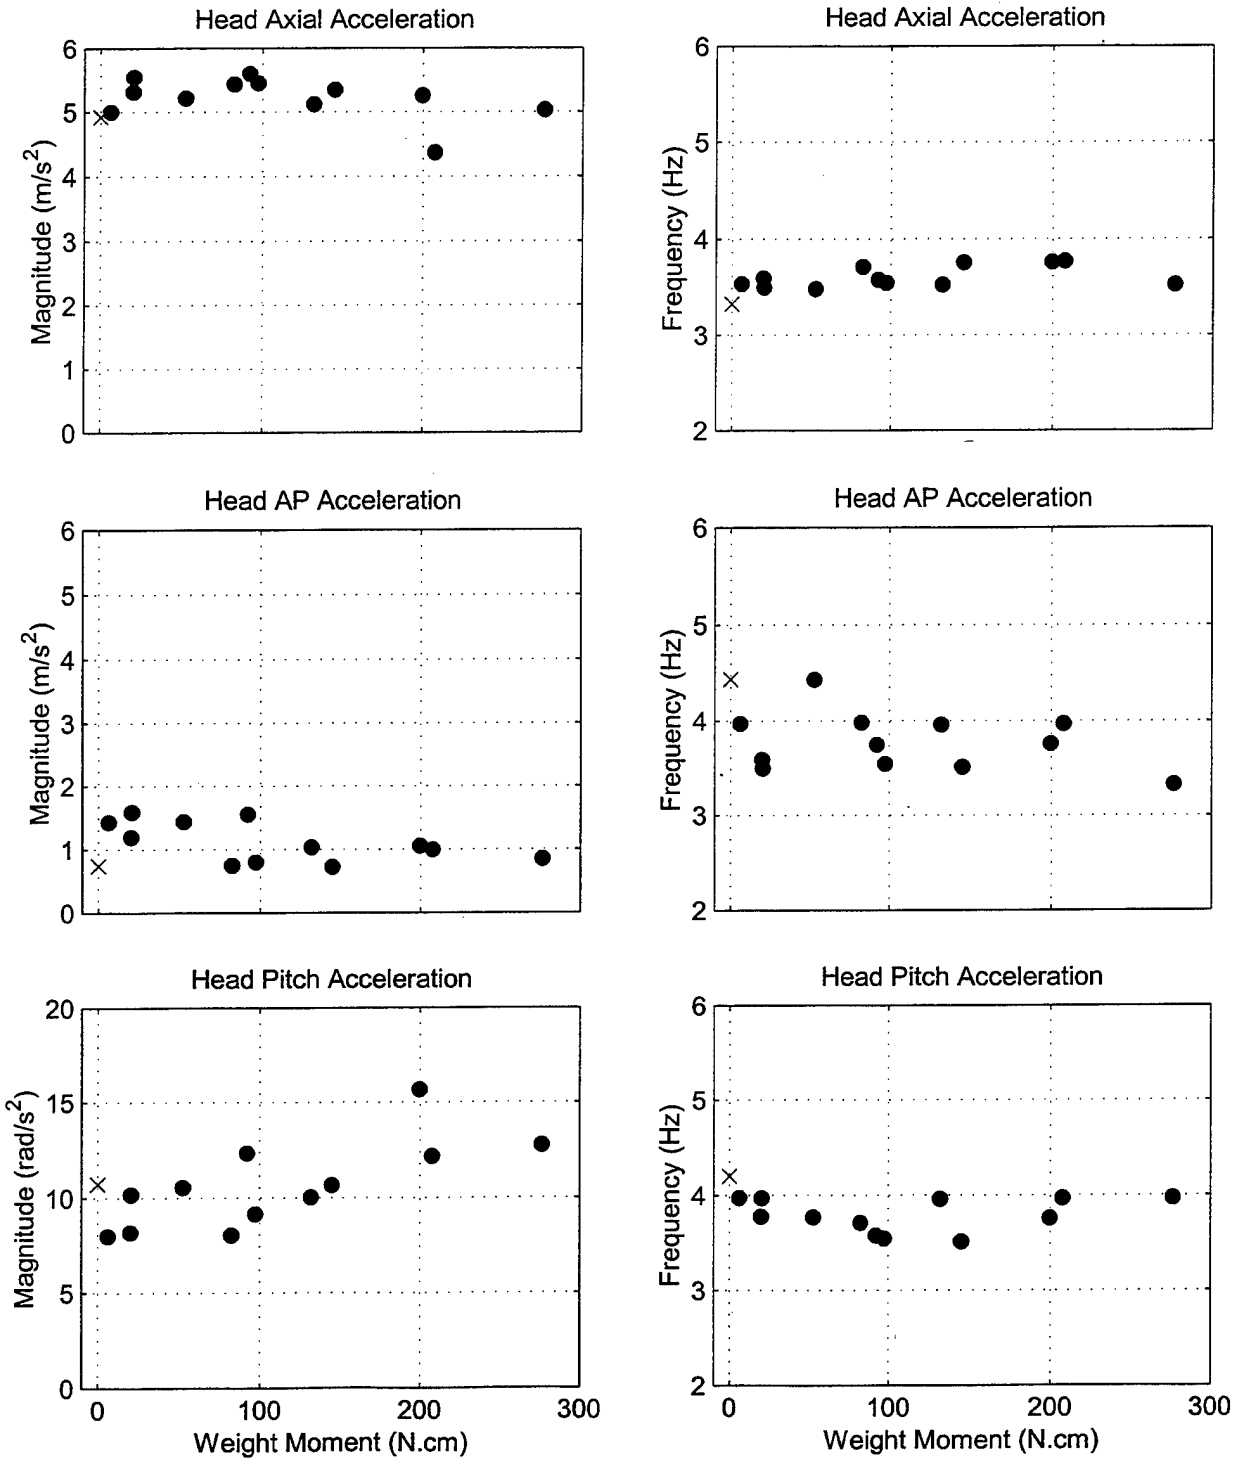 Head Axial Acceleration
Magnitude (m/s²)
6
5
4
3
2
1
0
Head Axial Acceleration
Frequency (Hz)
6
5
4
3
2
Head AP Acceleration
Magnitude (m/s²)
6
5
4
3
2
1
0
Head AP Acceleration
Frequency (Hz)
6
5
4
3
2
Head Pitch Acceleration
Magnitude (rad/s²)
20
15
10
5
0
0 100 200 300
Weight Moment (N.cm)
Head Pitch Acceleration
Frequency (Hz)
6
5
4
3
2
0 100 200 300
Weight Moment (N.cm)